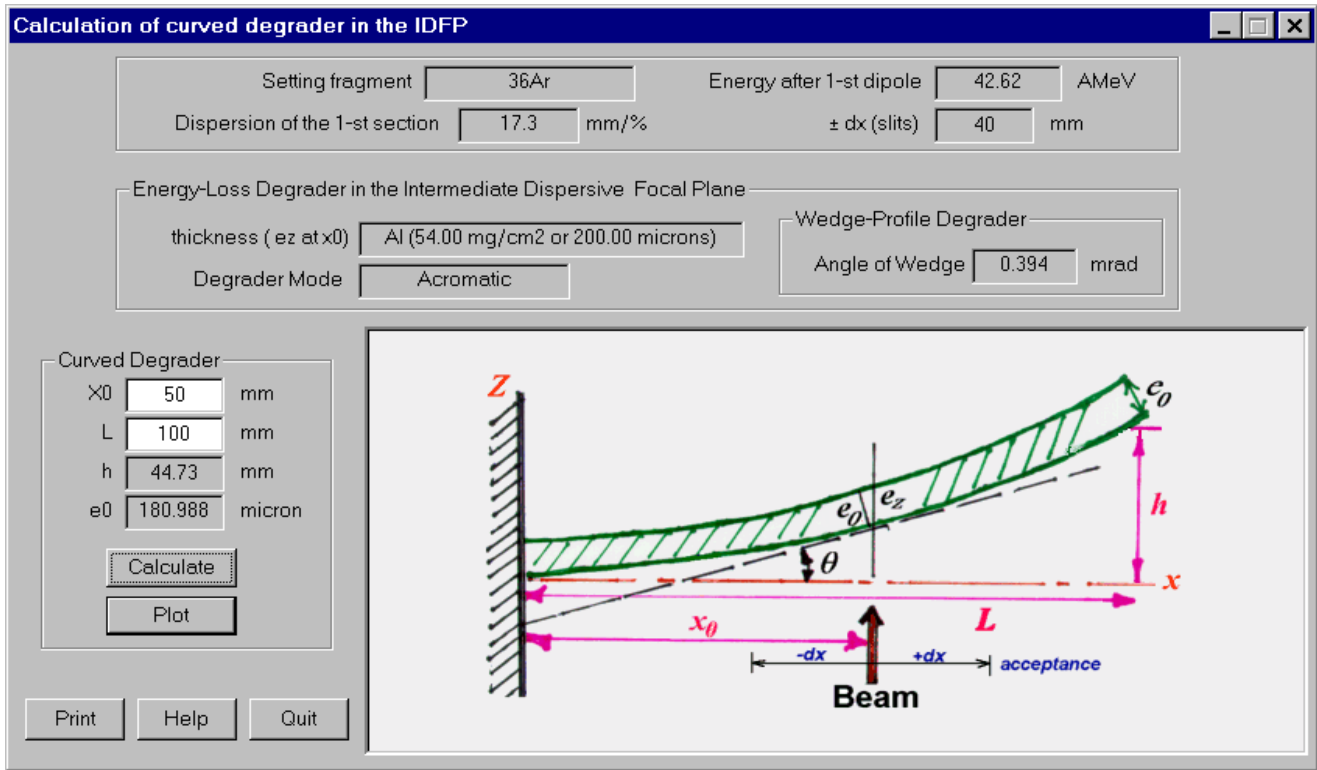 Calculation of curved degrader in the IDFP
Setting fragment 36Ar Energy after 1-st dipole 42.62 AMeV
Dispersion of the 1-st section 17.3 mm/% ± dx (slits) 40 mm
Energy-Loss Degrader in the Intermediate Dispersive Focal Plane
thickness ( ez at x0) Al (54.00 mg/cm2 or 200.00 microns)
Degrader Mode Acromatic
Wedge-Profile Degrader
Angle of Wedge 0.394 mrad
Curved Degrader
X0 50 mm
L 100 mm
h 44.73 mm
e0 180.988 micron
Calculate
Plot
Print Help Quit
Z
e0
e0 ez
h
θ
x
xθ L
-dx +dx acceptance
Beam